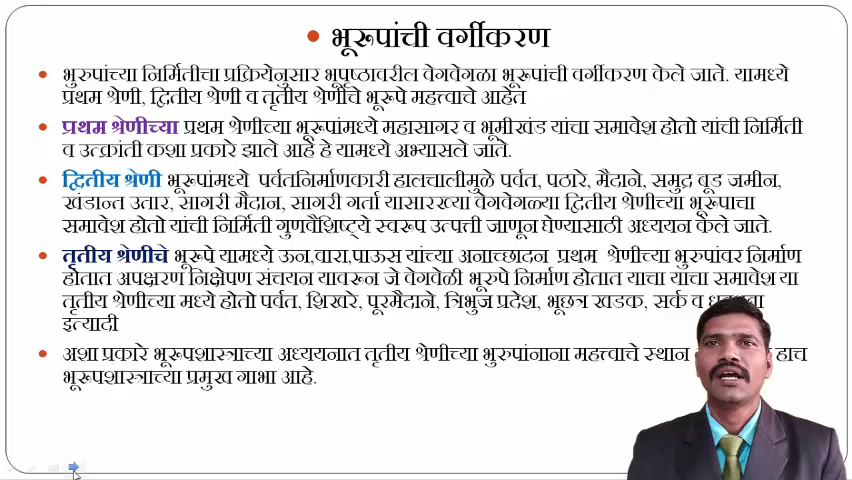 भूरूपांची वर्गीकरण
भुरुपांच्या निर्मितीचा प्रक्रियेनुसार भूपृष्ठावरील वेगवेगळा भूरूपांची वर्गीकरण केले जाते. यामध्ये
प्रथम श्रेणी, द्वितीय श्रेणी व तृतीय श्रेणीचे भूरूपे महत्त्वाचे आहेत
प्रथम श्रेणीच्या प्रथम श्रेणीच्या भूरूपांमध्ये महासागर व भूमीखंड यांचा समावेश होतो यांची निर्मिती
व उत्क्रांती कशा प्रकारे झाले आहे हे यामध्ये अभ्यासले जाते.
द्वितीय श्रेणी भूरूपांमध्ये पर्वतनिर्माणकारी हालचालीमुळे पर्वत, पठारे, मैदाने, समुद्र बूड जमीन,
खंडान्त उतार, सागरी मैदान, सागरी गर्ता यासारख्या वेगवेगळ्या द्वितीय श्रेणीच्या भूरूपाचा
समावेश होतो यांची निर्मिती गुणवैशिष्ट्ये स्वरूप उत्पत्ती जाणून घेण्यासाठी अध्ययन केले जाते.
तृतीय श्रेणीचे भूरूपे यामध्ये ऊन,वारा,पाऊस यांच्या अनाच्छादन प्रथम श्रेणीच्या भुरुपांवर निर्माण
होतात अपक्षरण निक्षेपण संचयन यावरून जे वेगवेळी भूरुपे निर्माण होतात याचा यांचा समावेश या
तृतीय श्रेणीच्या मध्ये होतो पर्वत, शिखरे, पूरमैदाने, त्रिभुज प्रदेश, भूछत्र खडक, सर्क व
इत्यादी
अशा प्रकारे भूरूपशास्त्राच्या अध्ययनात तृतीय श्रेणीच्या भुरुपांनाना महत्त्वाचे स्थान हाच
भूरूपशास्त्राच्या प्रमुख गाभा आहे.